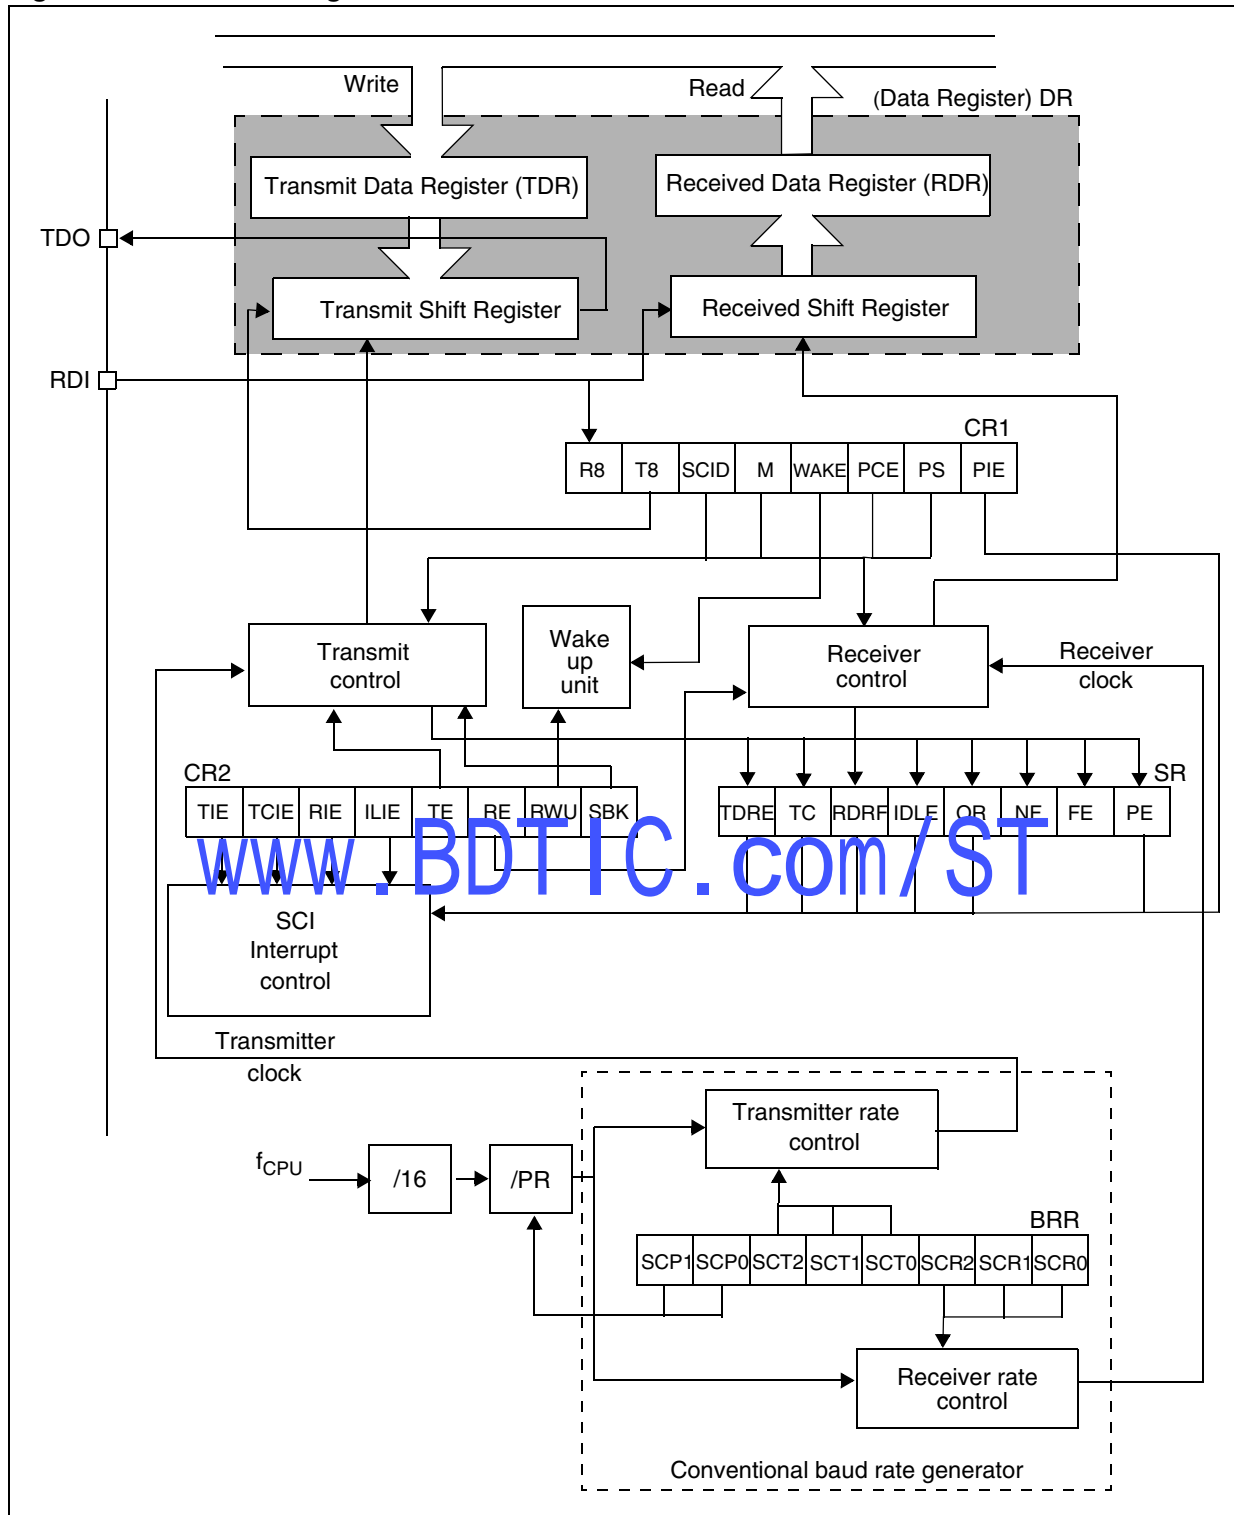 Write
Read
(Data Register) DR
Transmit Data Register (TDR)
Received Data Register (RDR)
TDO
Transmit Shift Register
Received Shift Register
RDI
CR1
R8 T8 SCID M WAKE PCE PS PIE
Transmit
control
Wake
up
unit
Receiver
control
Receiver
clock
CR2
SR
TIE TCIE RIE ILIE TE RE RWU SBK
TDRE TC RDRF IDLE OR NF FE PE
www.BDTIC.com/ST
SCI
Interrupt
control
Transmitter
clock
Transmitter rate
control
fCPU
/16
/PR
BRR
SCP1 SCP0 SCT2 SCT1 SCT0 SCR2 SCR1 SCR0
Receiver rate
control
Conventional baud rate generator